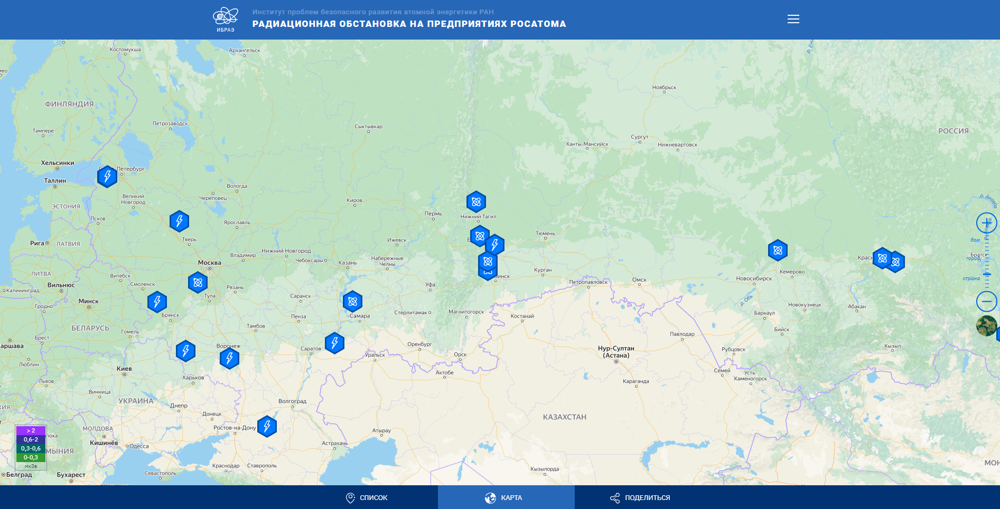 Институт проблем безопасного развития атомной энергетики РАН
РАДИАЦИОННАЯ ОБСТАНОВКА НА ПРЕДПРИЯТИЯХ РОСАТОМА
ИБРАЭ
Костомукша
Архангельск
р. Ени
Ноябрьск
ФИНЛЯНДИЯ
Петрозаводск
Сыктывкар
РОССИЯ
Тампере
Сургут
Ханты-Мансийск
Нижневартовск
Хельсинки
Таллин
Вологда
Великий
Новгород
Череповец
Киров
р. Ангара
ЭСТОНИЯ
Псков
Ярославль
Пермь
Нижний Тагил
Тюмень
Рига
ЛАТВИЯ
Тверь
Ижевск
дом
Владимир
Нижний Новгород
Чебоксары
Казань
Набережные
Челны
город
Братск
Москва
Курган
Кемерово
ЛИТВА
Витебск
Смоленск
Новосибирск
страна
Калининград
Вильнюс
Рязань
Уфа
Петропавловск
Омск
Тула
Саранск
р. Обь
Минск
Гродно
Новокузнецк
Абакан
Брянск
Пенза
Самара
Стерлитамак
Магнитогорск
Костанай
Барнаул
БЕЛАРУСЬ
Гомель
Тамбов
Бийск
Павлодар
Брест
Воронеж
Саратов
Оренбург
Нур-Султан
(Астана)
Рубцовск
Кызыл
аршава
Уральск
Орск
Люблин
Киев
Актобе
Семей
Усть-
Каменогорск
Львов
Харьков
Караганда
Винница
УКРАИНА
Днепр
Волгоград
Донецк
КАЗАХСТАН
МОЛДОВА
Ростов-на-Дону
Атырау
> 2
0,6-2
0,3-0,6
0-0,3
мкЗв
Кишинёв
Одесса
Астрахань
МЫНИЯ
Краснодар
Ставрополь
Кызылорда
МОН
Белград
Бухарест
Севастополь
СПИСОК
КАРТА
ПОДЕЛИТЬСЯ